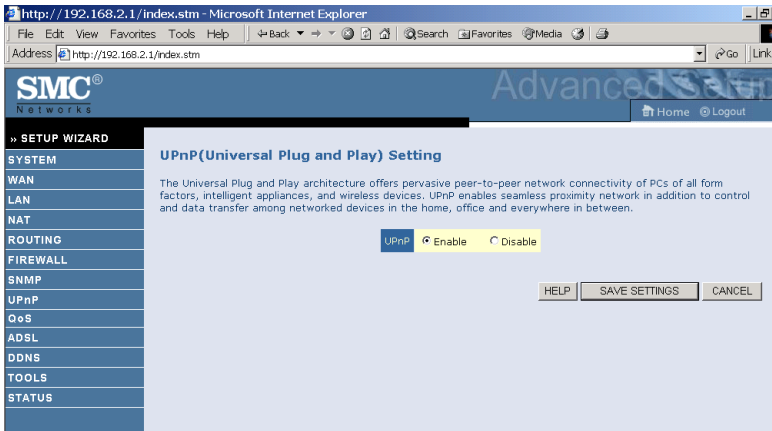 http://192.168.2.1/index.stm - Microsoft Internet Explorer
File Edit View Favorites Tools Help
Back Search Favorites Media
Address http://192.168.2.1/index.stm Go Link
SMC®
Networks
Advanced Setup
Home Logout
» SETUP WIZARD
SYSTEM
WAN
LAN
NAT
ROUTING
FIREWALL
SNMP
UPnP
QoS
ADSL
DDNS
TOOLS
STATUS
UPnP(Universal Plug and Play) Setting
The Universal Plug and Play architecture offers pervasive peer-to-peer network connectivity of PCs of all form
factors, intelligent appliances, and wireless devices. UPnP enables seamless proximity network in addition to control
and data transfer among networked devices in the home, office and everywhere in between.
UPnP Enable Disable
HELP SAVE SETTINGS CANCEL